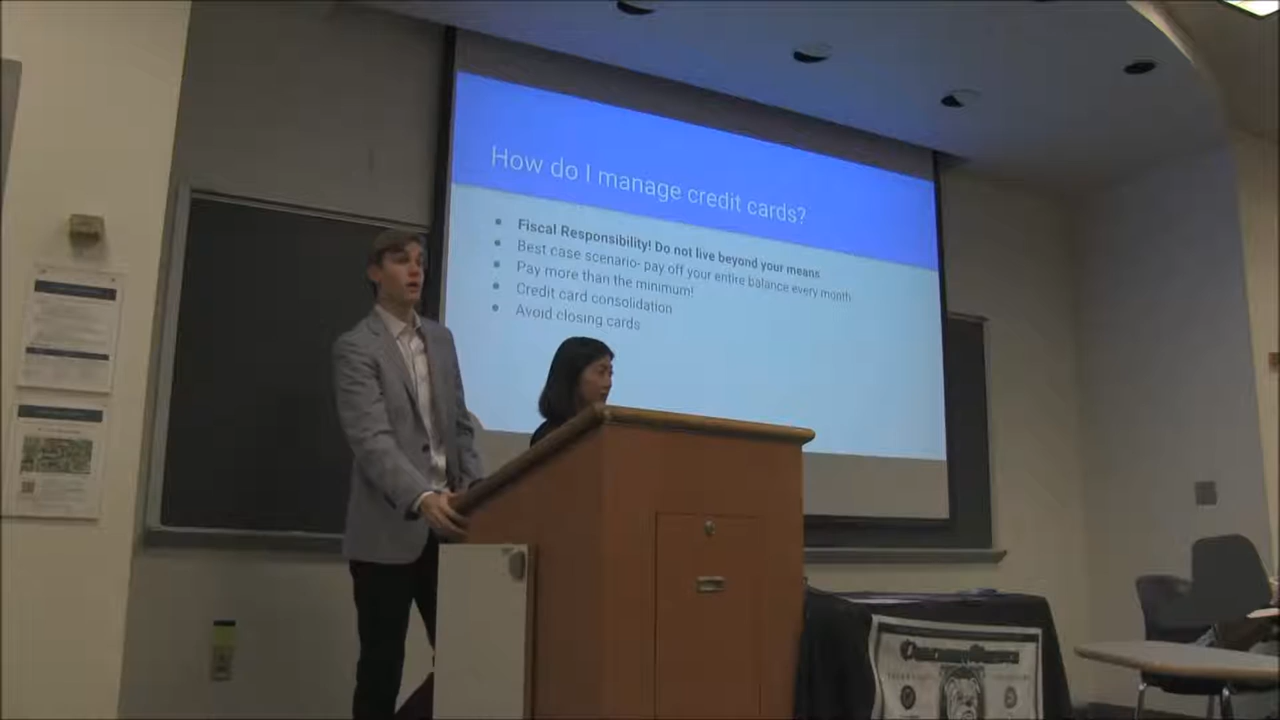 How do I manage credit cards?
Fiscal Responsibility! Do not live beyond your means
Best case scenario- pay off your entire balance every month
Pay more than the minimum!
Credit card consolidation
Avoid closing cards